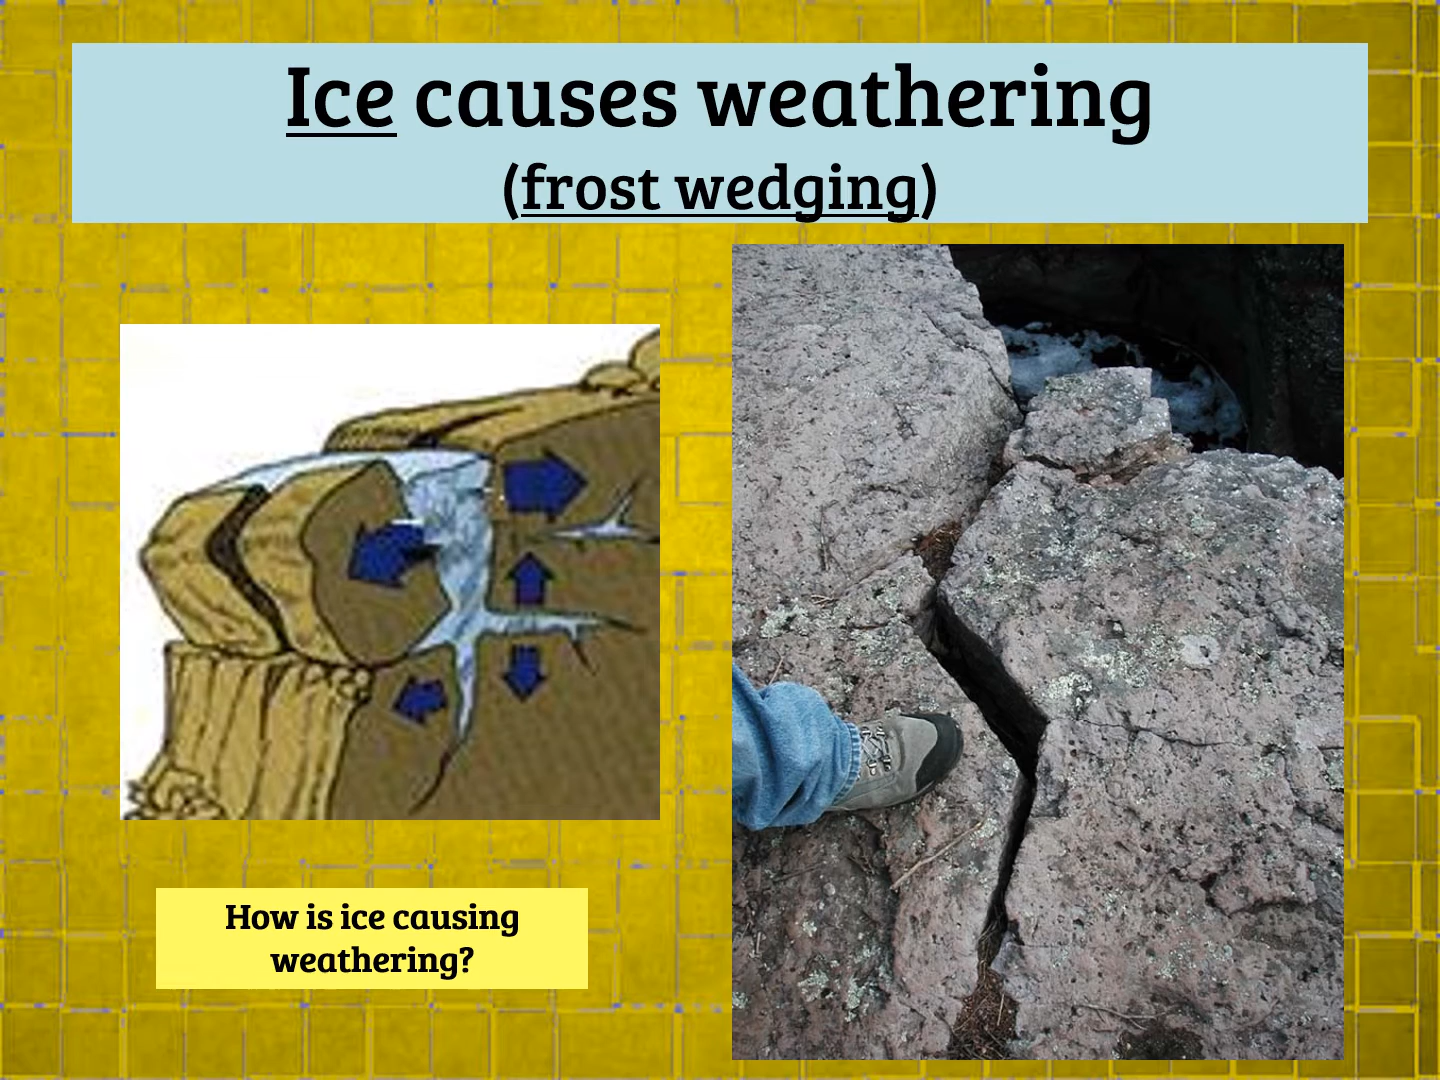 Ice causes weathering
(frost wedging)
How is ice causing
weathering?